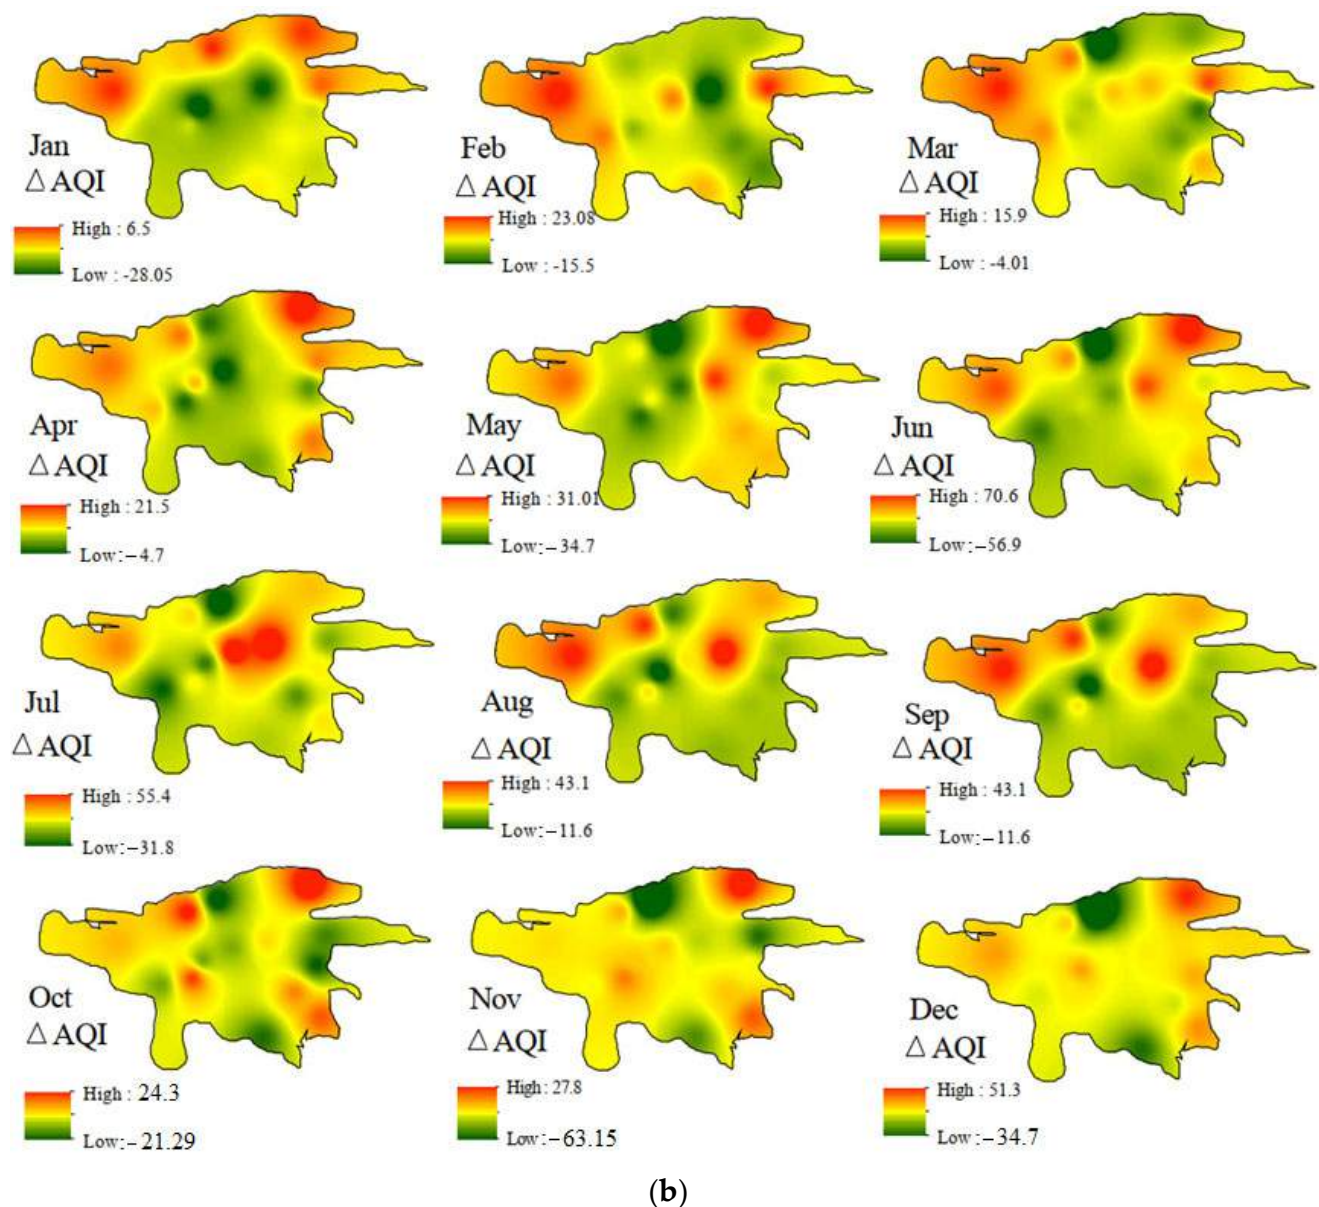 Jan
△ AQI
High : 6.5
Low : -28.05
Feb
△ AQI
High : 23.08
Low : -15.5
Mar
△ AQI
High : 15.9
Low : -4.01
Apr
△ AQI
High : 21.5
Low:−4.7
May
△ AQI
High : 31.01
Low:−34.7
Jun
△ AQI
High : 70.6
Low:−56.9
Jul
△ AQI
High : 55.4
Low:−31.8
Aug
△ AQI
High : 43.1
Low:−11.6
Sep
△ AQI
High : 43.1
Low:−11.6
Oct
△ AQI
High : 24.3
Low:−21.29
Nov
△ AQI
High : 27.8
Low:−63.15
Dec
△ AQI
High : 51.3
Low:−34.7
(b)